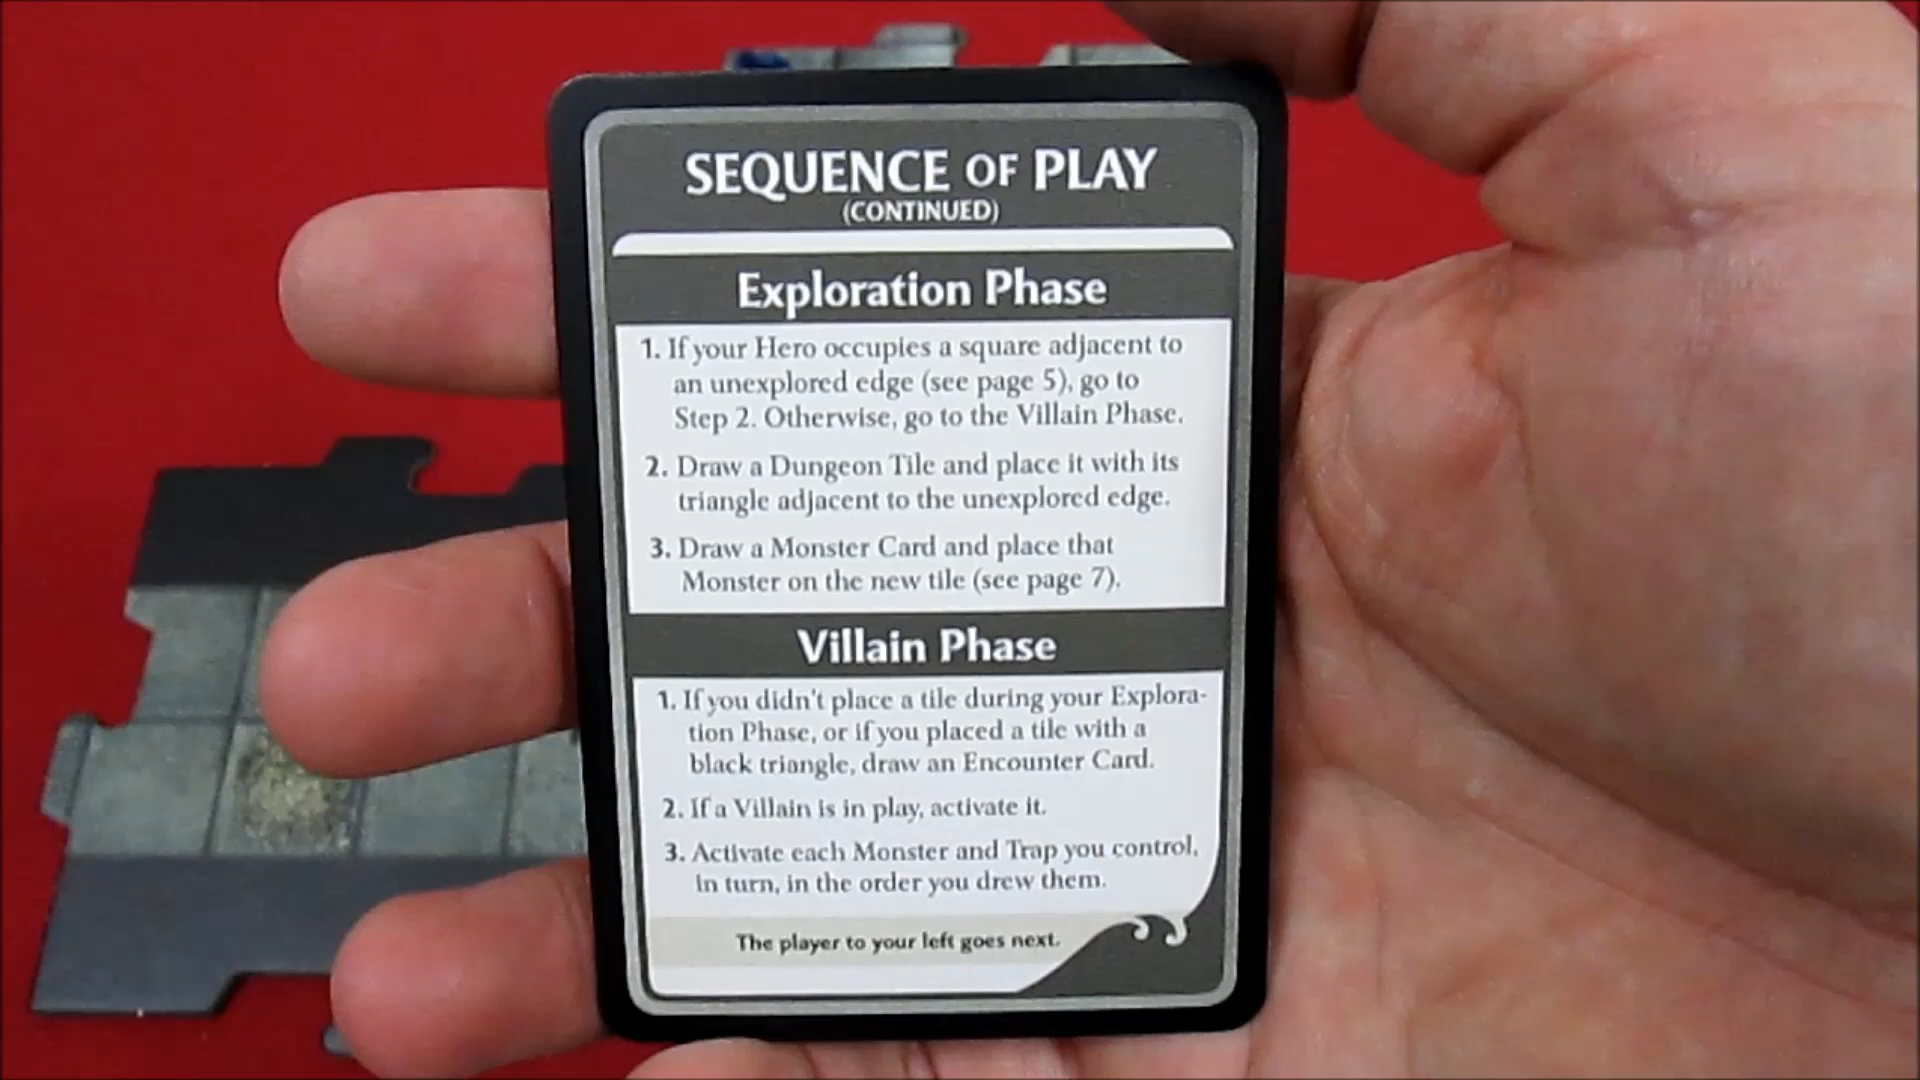 SEQUENCE OF PLAY
(CONTINUED)
Exploration Phase
1. If your Hero occupies a square adjacent to
an unexplored edge (see page 5), go to
Step 2. Otherwise, go to the Villain Phase.
2. Draw a Dungeon Tile and place it with its
triangle adjacent to the unexplored edge.
3. Draw a Monster Card and place that
Monster on the new tile (see page 7).
Villain Phase
1. If you didn't place a tile during your Explora-
tion Phase, or if you placed a tile with a
black triangle, draw an Encounter Card.
2. If a Villain is in play, activate it.
3. Activate each Monster and Trap you control,
in turn, in the order you drew them.
The player to your left goes next.